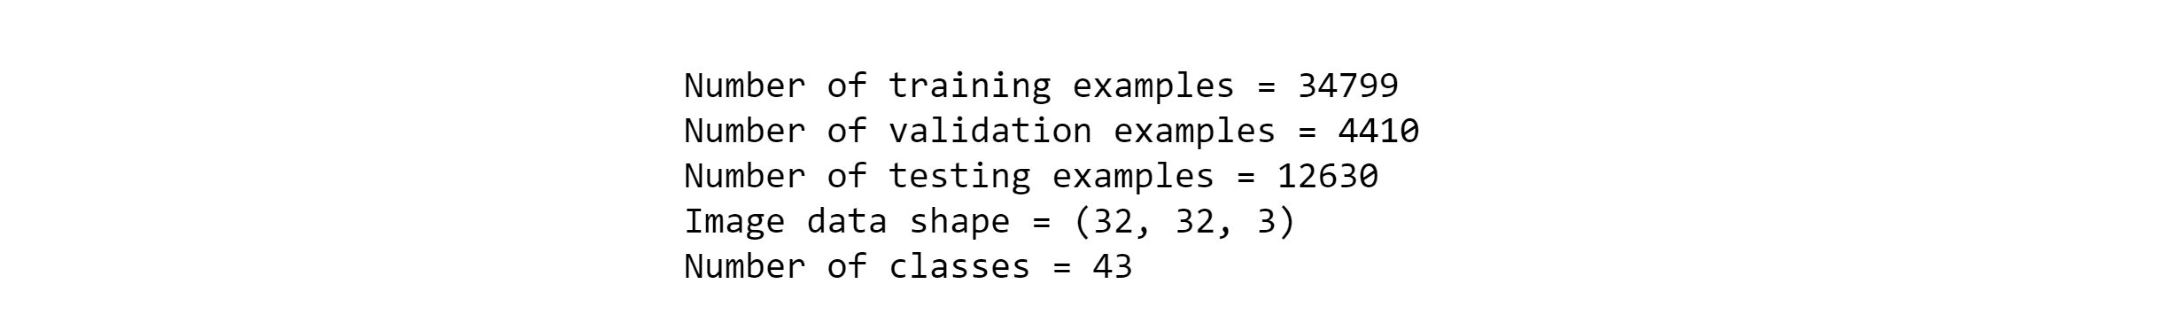 Number of training examples = 34799
Number of validation examples = 4410
Number of testing examples = 12630
Image data shape = (32, 32, 3)
Number of classes = 43